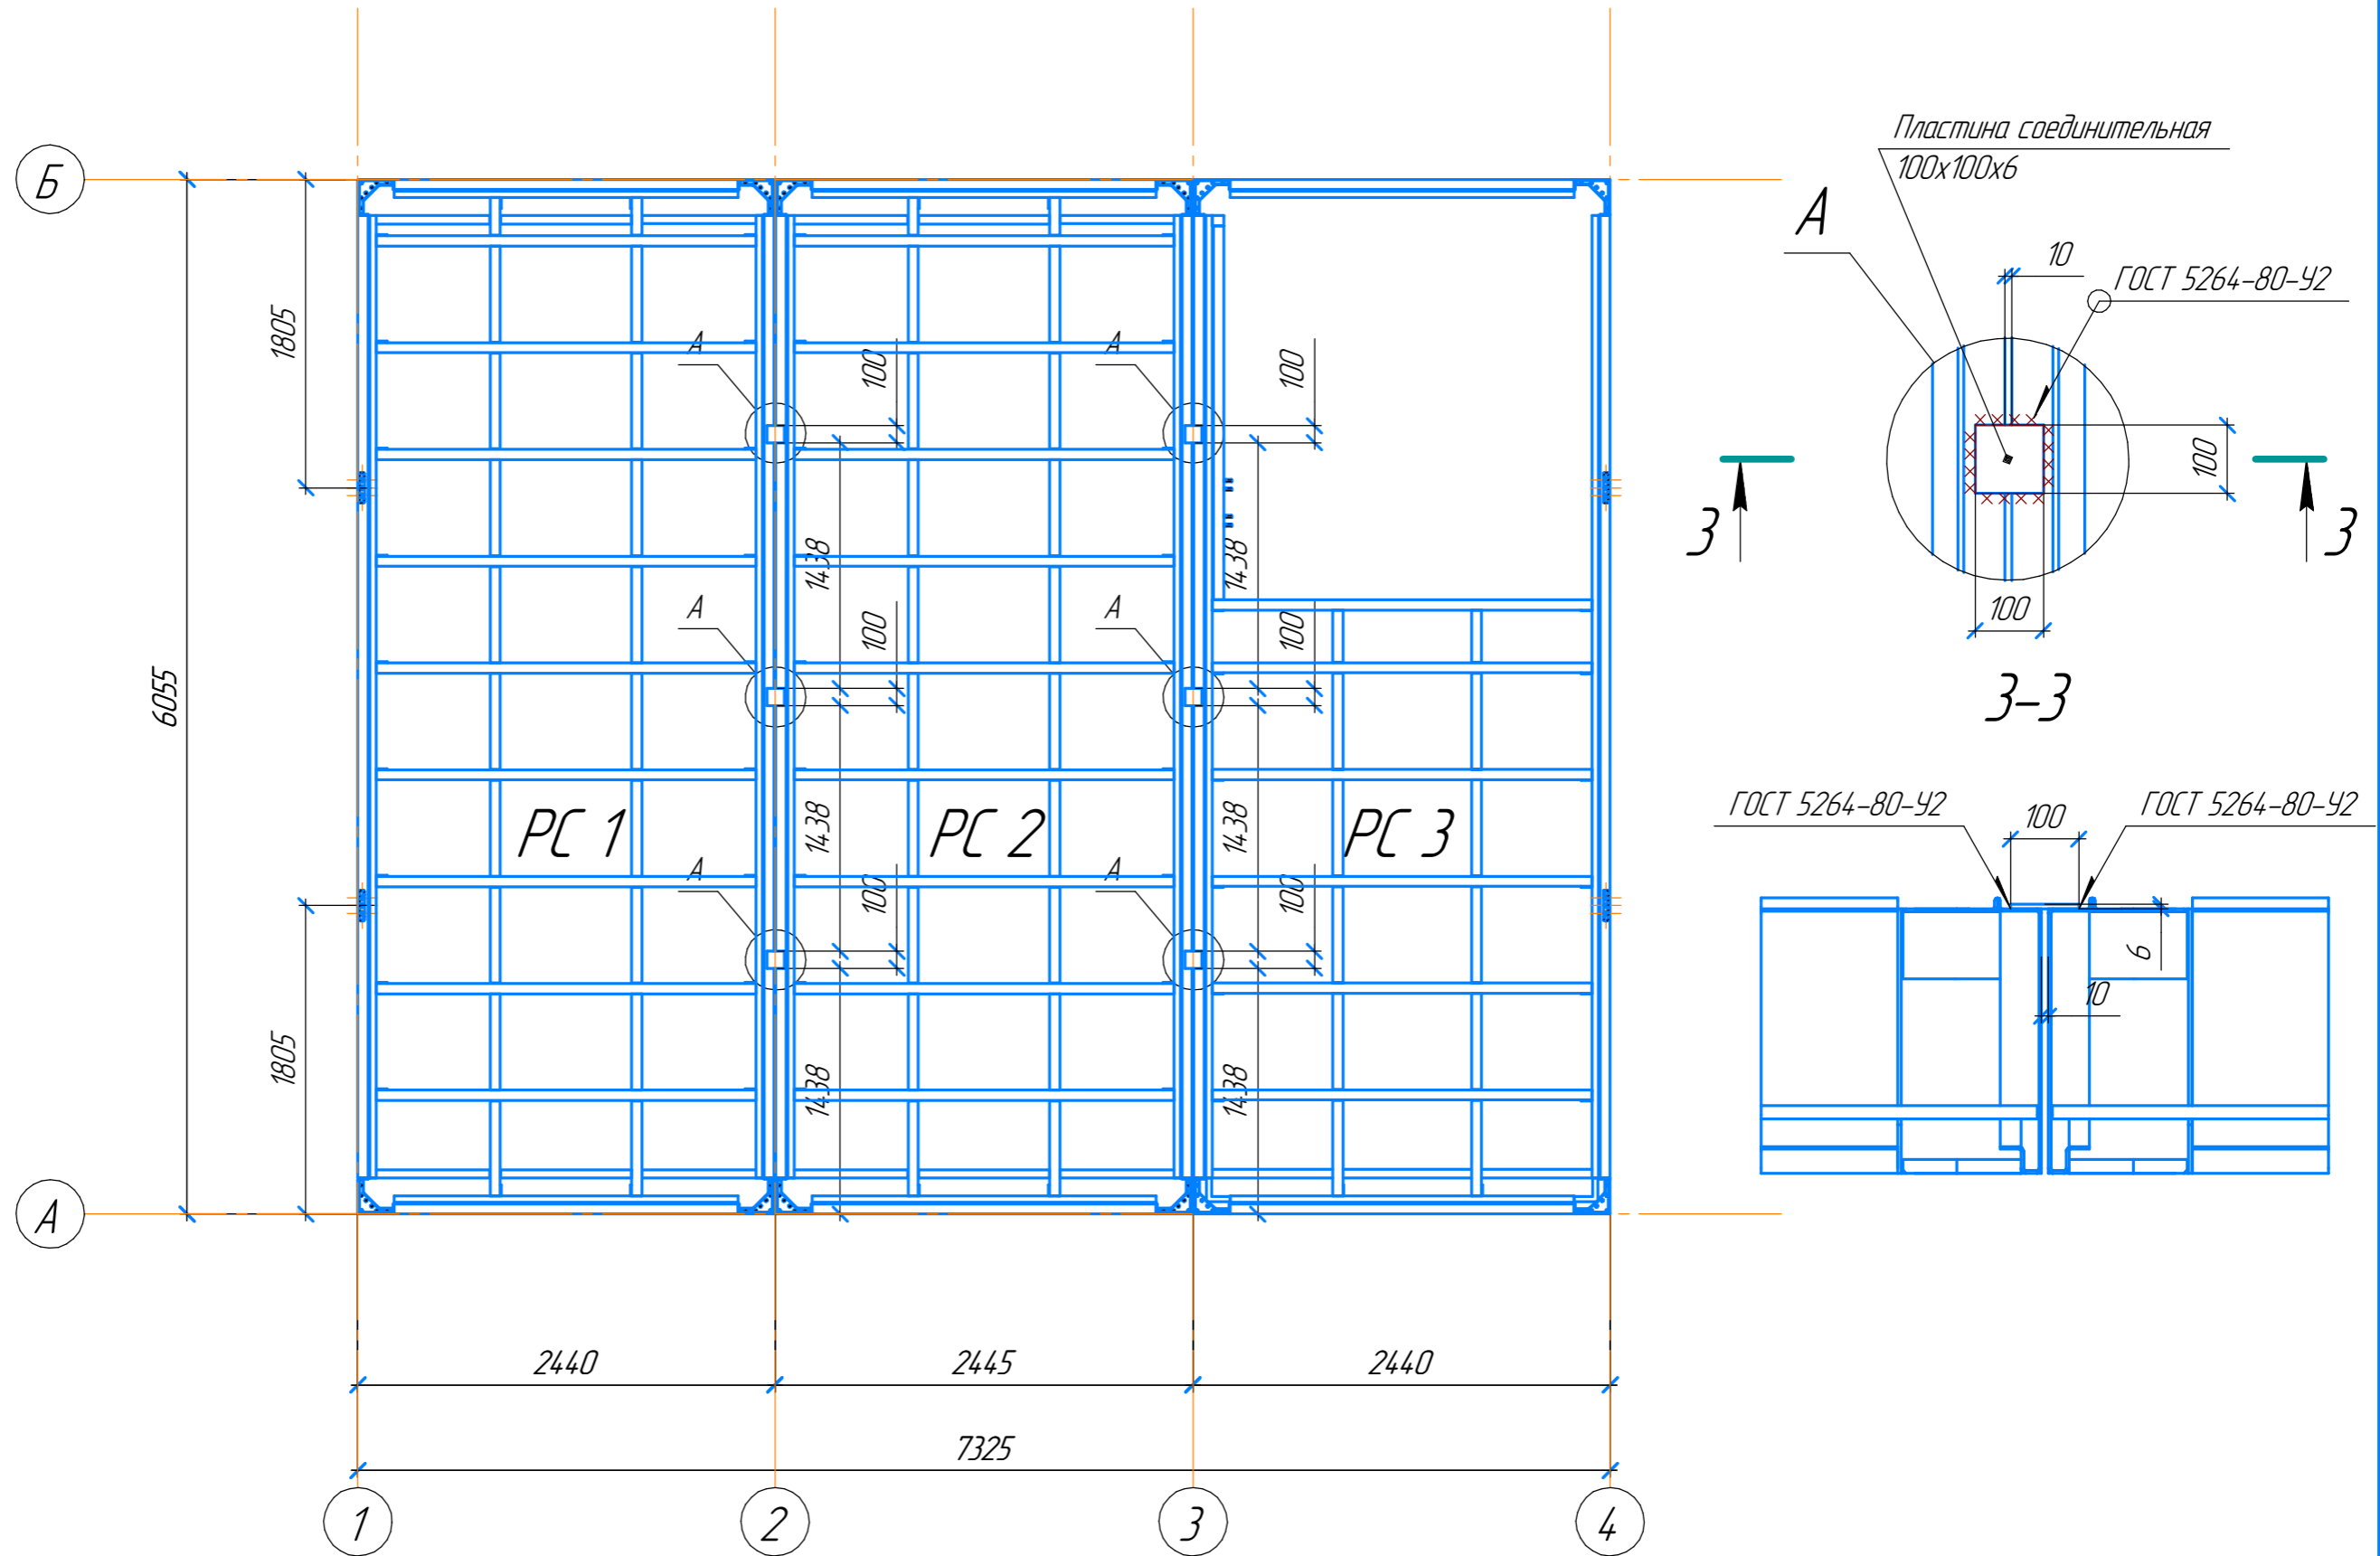 Пластина соединительная
100х100х6
Б
А
10
ГОСТ 5264-80-У2
1805
А
100
А
100
100
3
3
1438
1438
100
А
100
А
100
6055
3-3
РС 1
1438
РС 2
1438
РС 3
ГОСТ 5264-80-У2
100
ГОСТ 5264-80-У2
А
100
А
100
6
10
1805
1438
1438
А
2440
2445
2440
7325
1
2
3
4